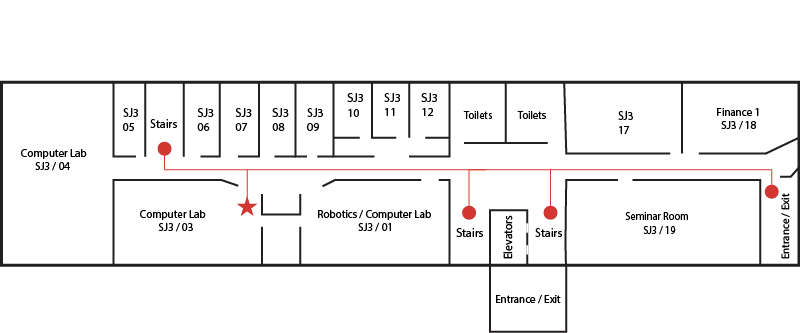 SJ3
05
Stairs
SJ3
06
SJ3
07
SJ3
08
SJ3
09
SJ3
10
SJ3
11
SJ3
12
Toilets
Toilets
SJ3
17
Finance 1
SJ3 / 18
Computer Lab
SJ3 / 04
Computer Lab
SJ3 / 03
Robotics / Computer Lab
SJ3 / 01
Stairs
Elevators
Stairs
Seminar Room
SJ3 / 19
Entrance / Exit
Entrance / Exit